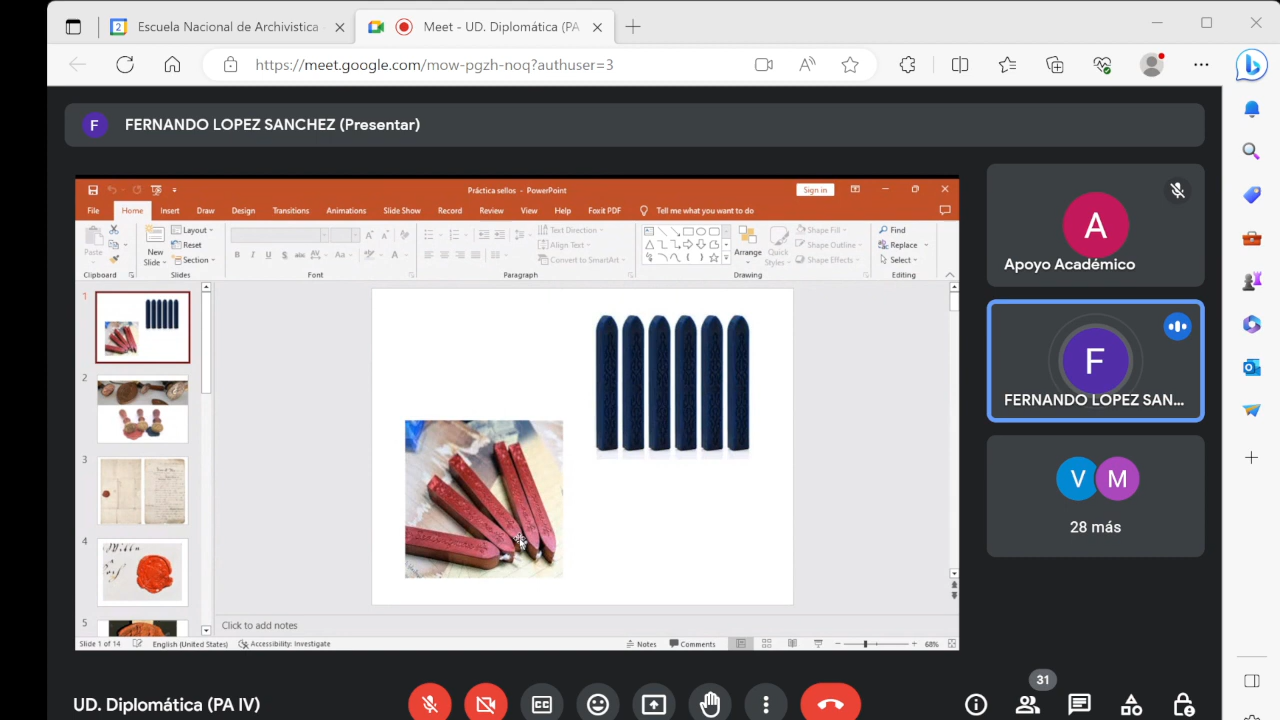 Escuela Nacional de Archivística
Meet - UD. Diplomática (PA
https://meet.google.com/mow-pgzh-noq?authuser=3
F FERNANDO LOPEZ SANCHEZ (Presentar)
Práctica sellos - PowerPoint
Sign in
File Home Insert Draw Design Transitions Animations Slide Show Record Review View Help Foxit PDF Tell me what you want to do
Paste
Clipboard
New Slide
Layout
Reset
Section
Slides
Font
Text Direction
Align Text
Convert to SmartArt
Paragraph
Arrange
Quick Styles
Shape Fill
Shape Outline
Shape Effects
Drawing
Find
Replace
Select
Editing
1
2
3
4
5
Click to add notes
Slide 1 of 14 English (United States) Accessibility: Investigate Notes Comments 68%
A
Apoyo Académico
F
FERNANDO LOPEZ SAN...
V M
28 más
UD. Diplomática (PA IV)
31